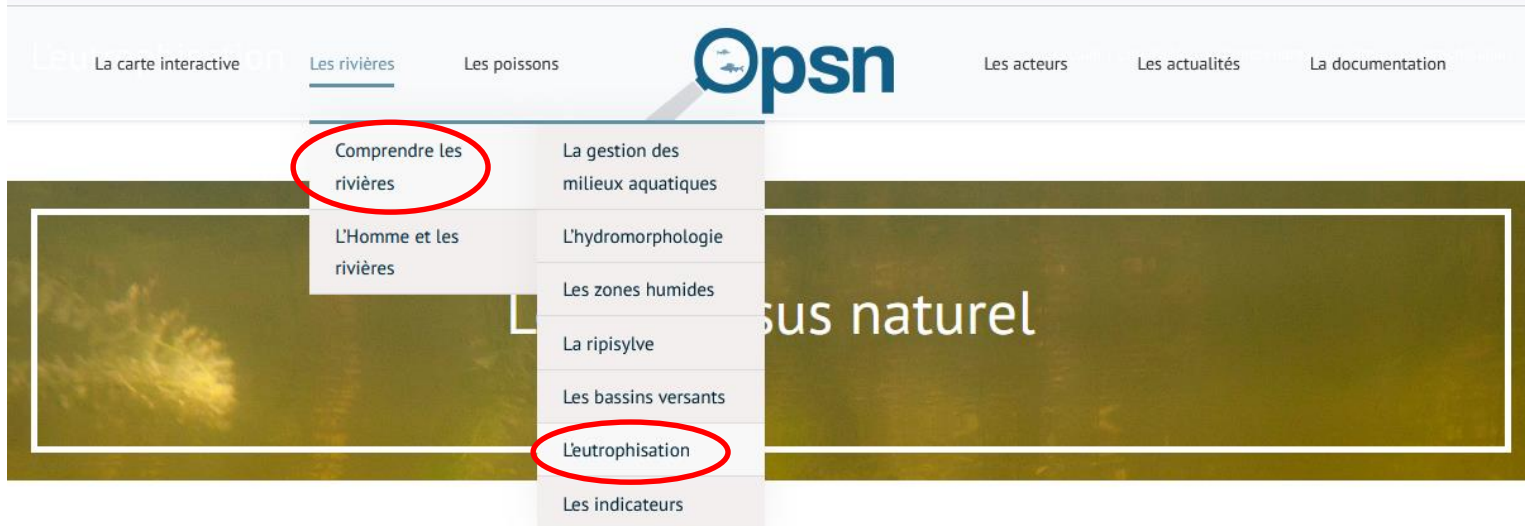 La carte interactive
Les rivières
Les poissons
Opsn
Les acteurs
Les actualités
La documentation
Comprendre les
rivières
L'Homme et les
rivières
La gestion des
milieux aquatiques
L'hydromorphologie
Les zones humides
La ripisylve
Les bassins versants
L'eutrophisation
Les indicateurs
sus naturel